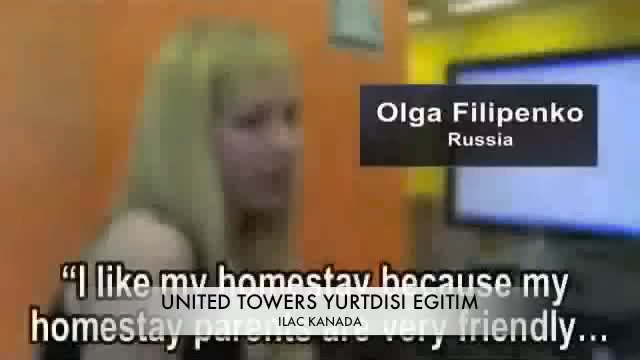 Olga Filipenko
Russia
“I like my homestay because my
UNITED TOWERS YURTDISI EGITIM
homestay parents are very friendly...
ILAC KANADA